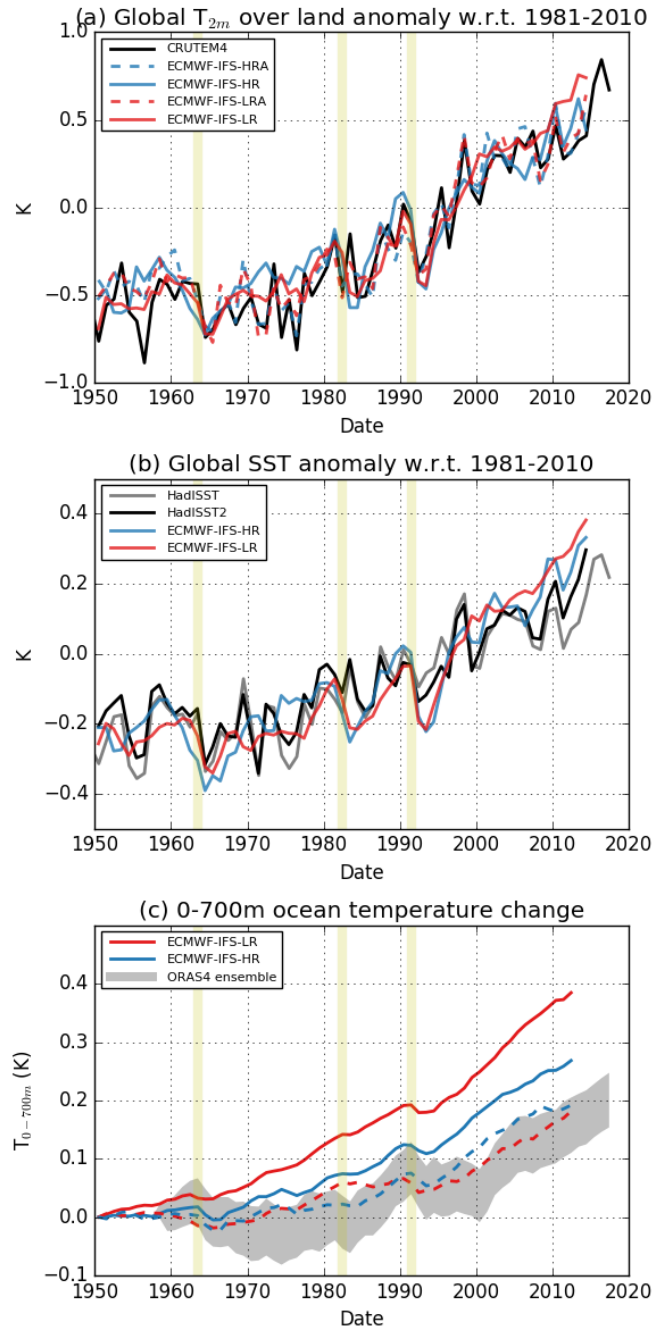 (a) Global T2m over land anomaly w.r.t. 1981-2010
1.0
CRUTEM4
ECMWF-IFS-HRA
ECMWF-IFS-HR
ECMWF-IFS-LRA
ECMWF-IFS-LR
0.5
K
0.0
−0.5
−1.0
1950 1960 1970 1980 1990 2000 2010 2020
Date
(b) Global SST anomaly w.r.t. 1981-2010
HadISST
HadISST2
ECMWF-IFS-HR
ECMWF-IFS-LR
0.4
0.2
K
0.0
−0.2
−0.4
1950 1960 1970 1980 1990 2000 2010 2020
Date
(c) 0-700m ocean temperature change
ECMWF-IFS-LR
ECMWF-IFS-HR
ORAS4 ensemble
0.4
0.3
T0−700m (K)
0.2
0.1
0.0
−0.1
1950 1960 1970 1980 1990 2000 2010 2020
Date